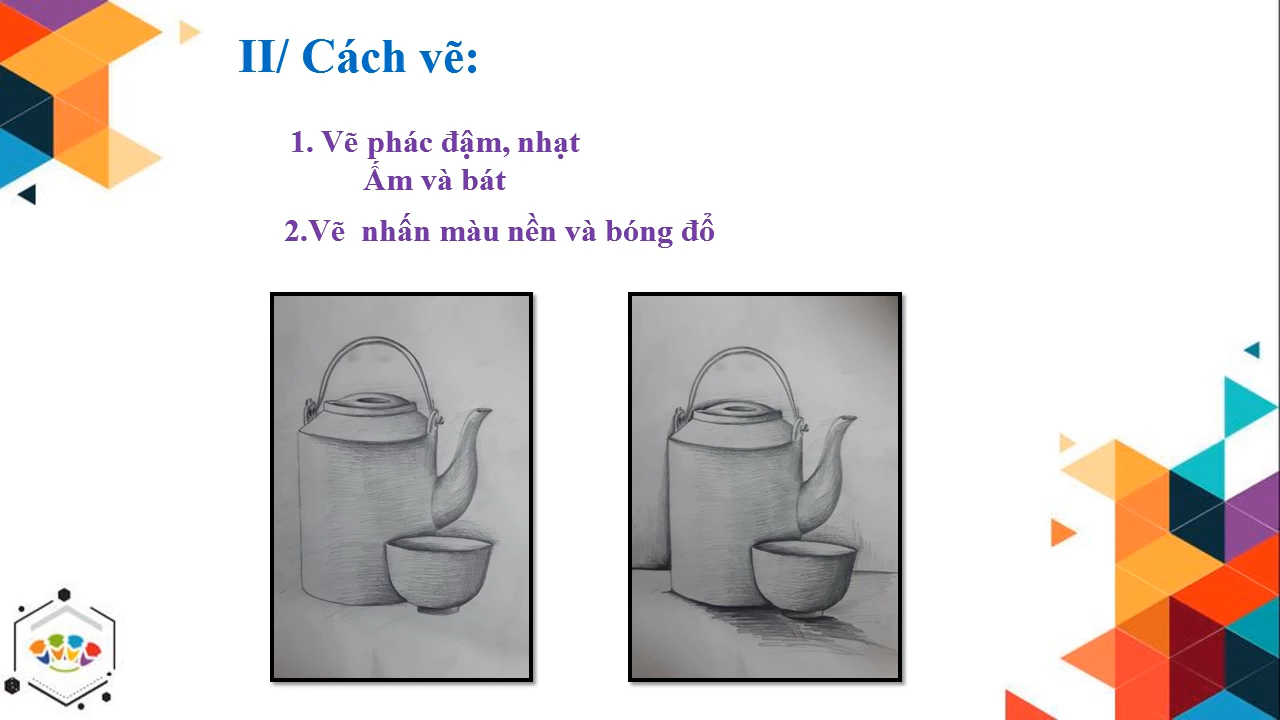 II/ Cách vẽ:
1. Vẽ phác đậm, nhạt
Ấm và bát
2.Vẽ nhấn màu nền và bóng đổ